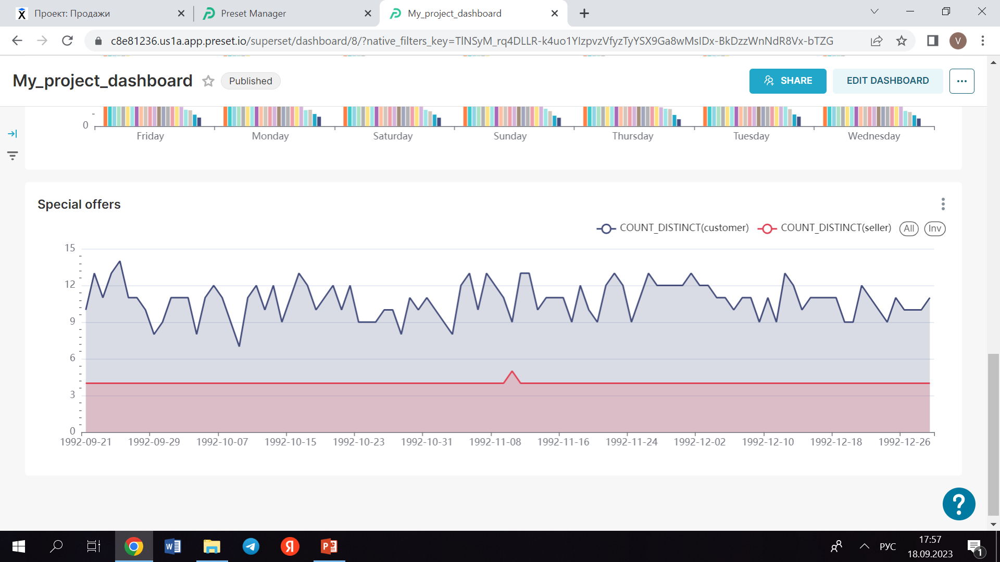 Проект: Продажи
Preset Manager
My_project_dashboard
c8e81236.us1a.app.preset.io/superset/dashboard/8/?native_filters_key=TlNSyM_rq4DLLR-k4uo1YIzpvzVfyzTyYSX9Ga8wMsIDx-BkDzzWnNdR8Vx-bTZG
V
My_project_dashboard
Published
SHARE
EDIT DASHBOARD
0
Friday Monday Saturday Sunday Thursday Tuesday Wednesday
Special offers
COUNT_DISTINCT(customer) COUNT_DISTINCT(seller) All Inv
15
12
9
6
3
0
1992-09-21 1992-09-29 1992-10-07 1992-10-15 1992-10-23 1992-10-31 1992-11-08 1992-11-16 1992-11-24 1992-12-02 1992-12-10 1992-12-18 1992-12-26
?
РУС
17:57
18.09.2023
1